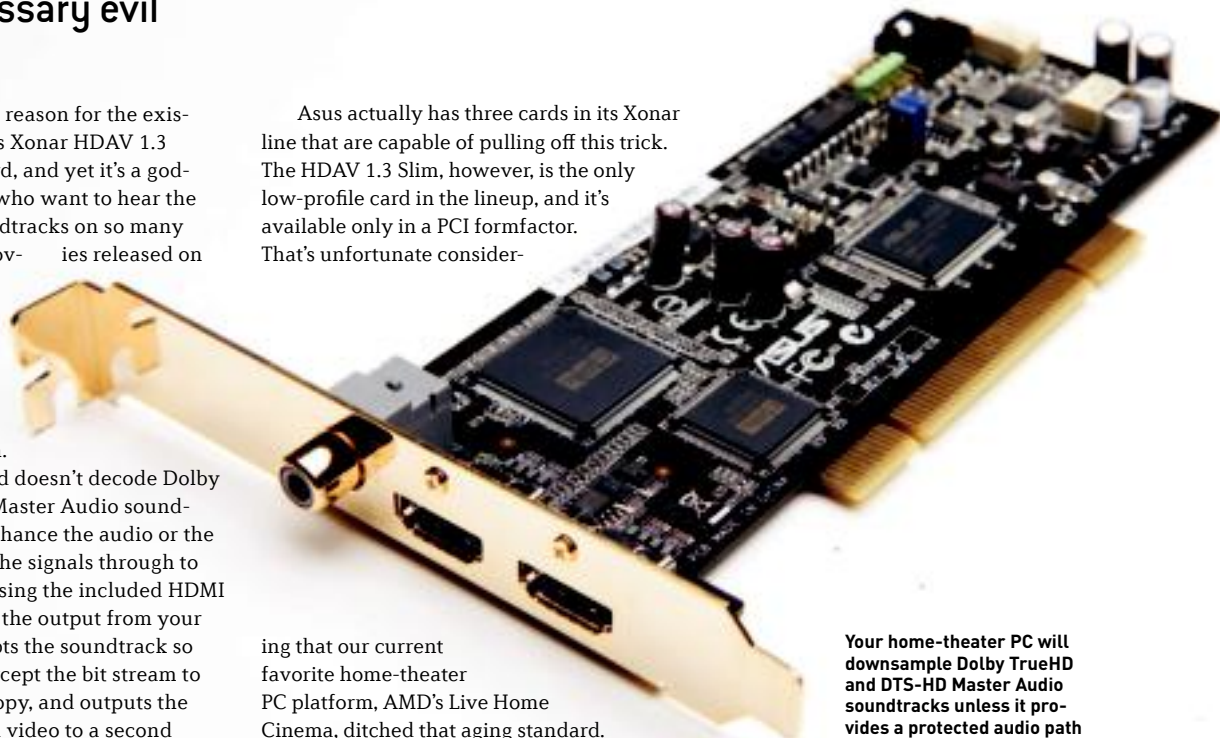 ssary evil
reason for the exis-
s Xonar HDAV 1.3
d, and yet it's a god-
who want to hear the
dtracks on so many
ov- ies released on
d doesn't decode Dolby
Master Audio sound-
hance the audio or the
he signals through to
sing the included HDMI
the output from your
ots the soundtrack so
cept the bit stream to
opy, and outputs the
video to a second
Asus actually has three cards in its Xonar
line that are capable of pulling off this trick.
The HDAV 1.3 Slim, however, is the only
low-profile card in the lineup, and it's
available only in a PCI formfactor.
That's unfortunate consider-
ing that our current
favorite home-theater
PC platform, AMD's Live Home
Cinema, ditched that aging standard.
ASUS
FC CE
Your home-theater PC will
downsample Dolby TrueHD
and DTS-HD Master Audio
soundtracks unless it pro-
vides a protected audio path